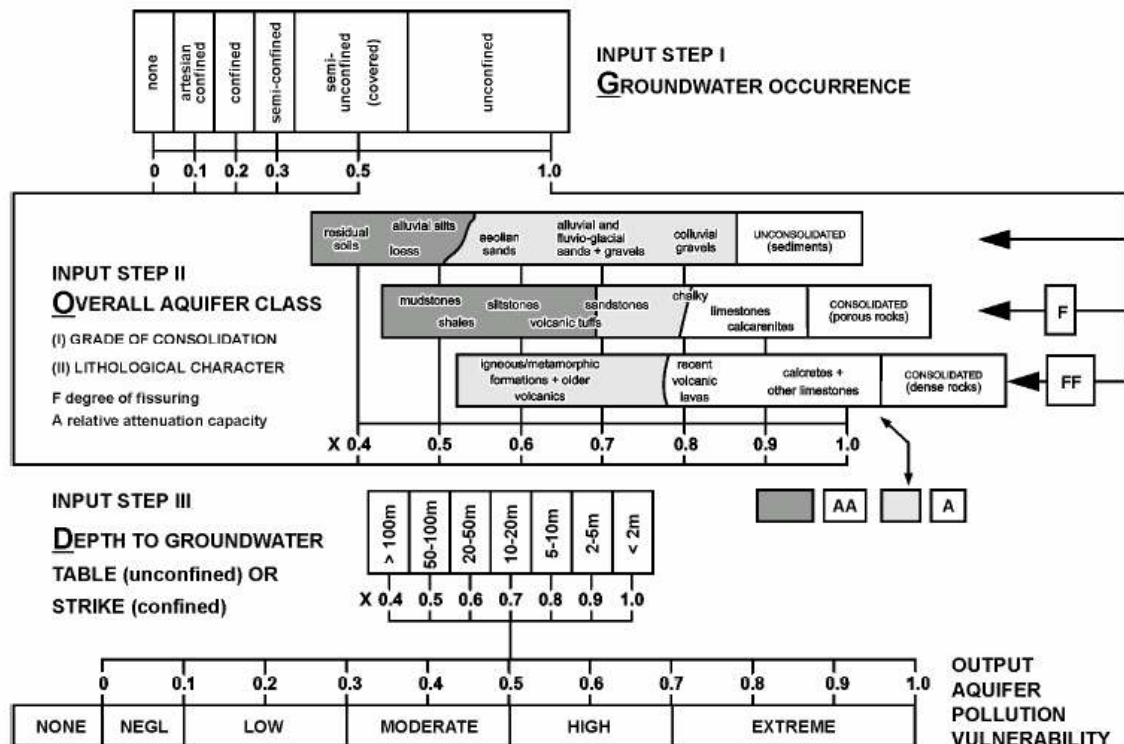 none
artesian
confined
confined
semi-confined
semi-
unconfined
(covered)
unconfined
INPUT STEP I
GROUNDWATER OCCURRENCE
0 0.1 0.2 0.3 0.5 1.0
residual
soils
alluvial silts
loess
aeolian
sands
alluvial and
fluvio-glacial
sands + gravels
colluvial
gravels
UNCONSOLIDATED
(sediments)
INPUT STEP II
OVERALL AQUIFER CLASS
(I) GRADE OF CONSOLIDATION
(II) LITHOLOGICAL CHARACTER
F degree of fissuring
A relative attenuation capacity
mudstones
shales
siltstones
volcanic tuffs
sandstones
chalky
limestones
calcarenites
CONSOLIDATED
(porous rocks)
F
igneous/metamorphic
formations + older
volcanics
recent
volcanic
lavas
calcretes +
other limestones
CONSOLIDATED
(dense rocks)
FF
X 0.4 0.5 0.6 0.7 0.8 0.9 1.0
AA
A
INPUT STEP III
DEPTH TO GROUNDWATER
TABLE (unconfined) OR
STRIKE (confined)
> 100m
50-100m
20-50m
10-20m
5-10m
2-5m
< 2m
X 0.4 0.5 0.6 0.7 0.8 0.9 1.0
0 0.1 0.2 0.3 0.4 0.5 0.6 0.7 0.8 0.9 1.0
NONE NEGL LOW MODERATE HIGH EXTREME
OUTPUT
AQUIFER
POLLUTION
VULNERABILITY